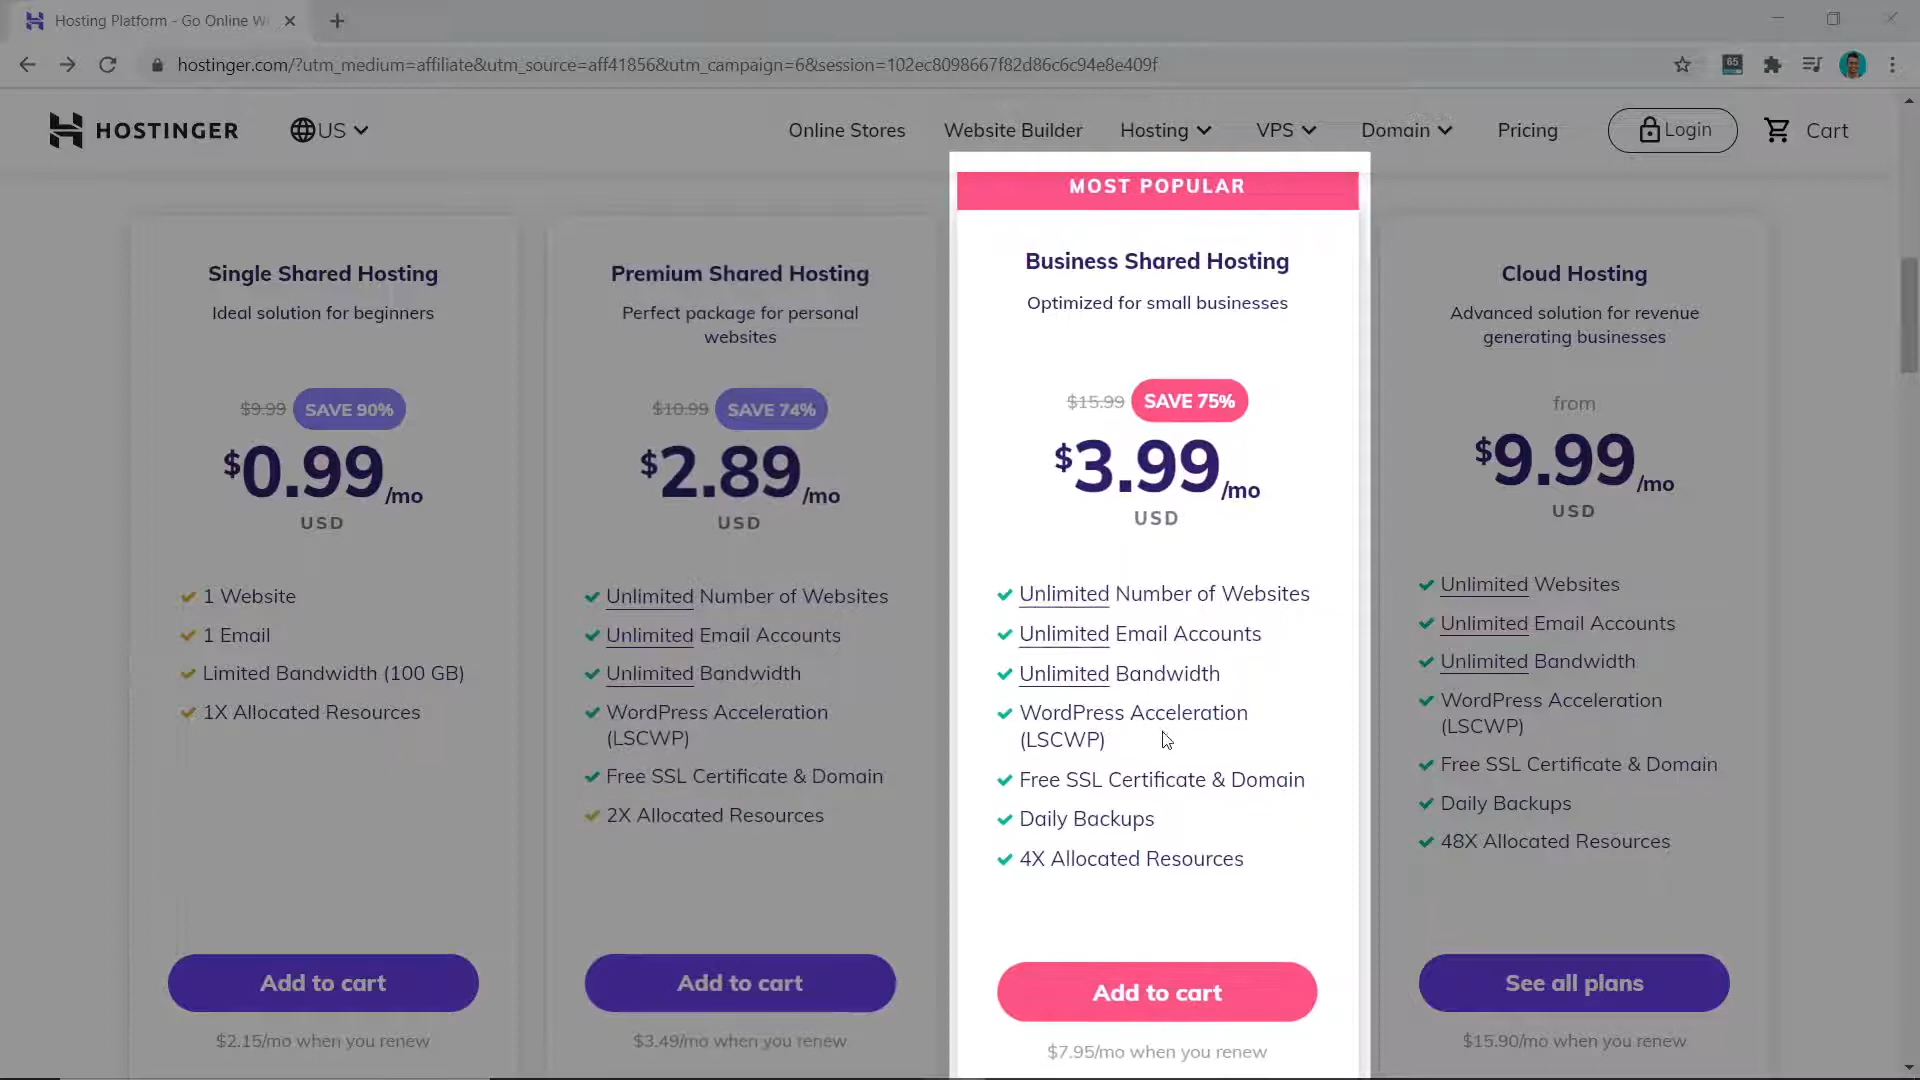 Hosting Platform - Go Online W
hostinger.com/?utm_medium=affiliate&utm_source=aff41856&utm_campaign=6&session=102ec8098667f82d86c6c94e8e409f
65
HOSTINGER
US
Online Stores
Website Builder
Hosting
VPS
Domain
Pricing
Login
Cart
Single Shared Hosting
Ideal solution for beginners
$9.99 SAVE 90%
$0.99/mo
USD
1 Website
1 Email
Limited Bandwidth (100 GB)
1X Allocated Resources
Add to cart
$2.15/mo when you renew
Premium Shared Hosting
Perfect package for personal
websites
$10.99 SAVE 74%
$2.89/mo
USD
Unlimited Number of Websites
Unlimited Email Accounts
Unlimited Bandwidth
WordPress Acceleration
(LSCWP)
Free SSL Certificate & Domain
2X Allocated Resources
Add to cart
$3.49/mo when you renew
MOST POPULAR
Business Shared Hosting
Optimized for small businesses
$15.99 SAVE 75%
$3.99/mo
USD
Unlimited Number of Websites
Unlimited Email Accounts
Unlimited Bandwidth
WordPress Acceleration
(LSCWP)
Free SSL Certificate & Domain
Daily Backups
4X Allocated Resources
Add to cart
$7.95/mo when you renew
Cloud Hosting
Advanced solution for revenue
generating businesses
from
$9.99/mo
USD
Unlimited Websites
Unlimited Email Accounts
Unlimited Bandwidth
WordPress Acceleration
(LSCWP)
Free SSL Certificate & Domain
Daily Backups
48X Allocated Resources
See all plans
$15.90/mo when you renew